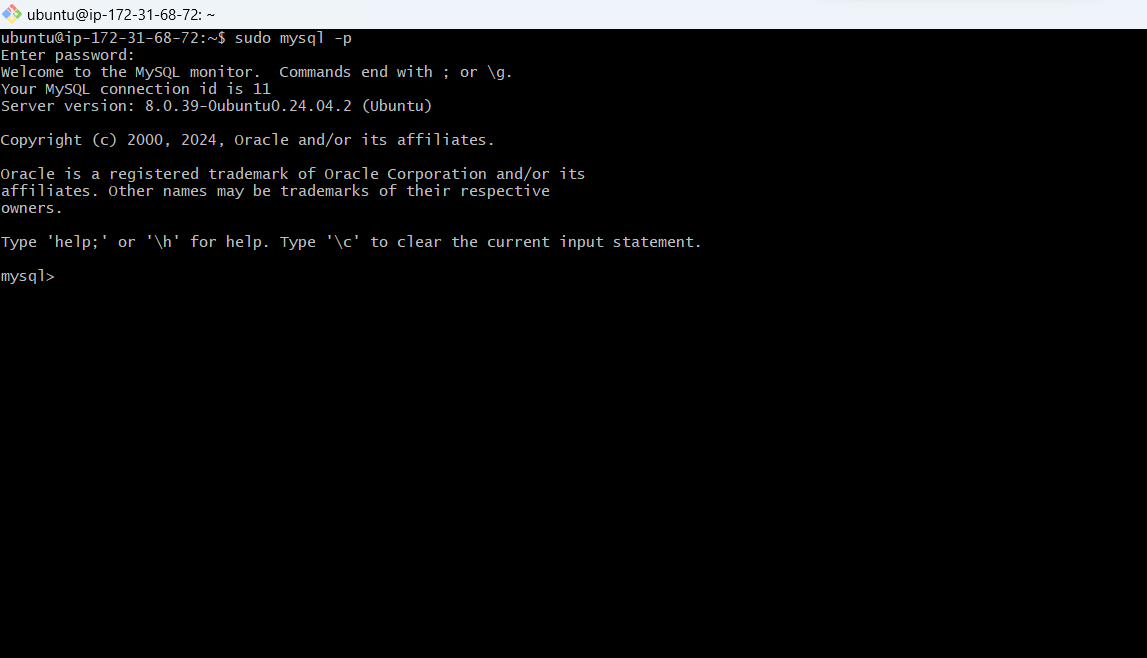 ubuntu@ip-172-31-68-72: ~
ubuntu@ip-172-31-68-72:~$ sudo mysql -p
Enter password:
Welcome to the MySQL monitor.  Commands end with ; or \g.
Your MySQL connection id is 11
Server version: 8.0.39-0ubuntu0.24.04.2 (Ubuntu)

Copyright (c) 2000, 2024, Oracle and/or its affiliates.

Oracle is a registered trademark of Oracle Corporation and/or its
affiliates. Other names may be trademarks of their respective
owners.

Type 'help;' or '\h' for help. Type '\c' to clear the current input statement.

mysql>